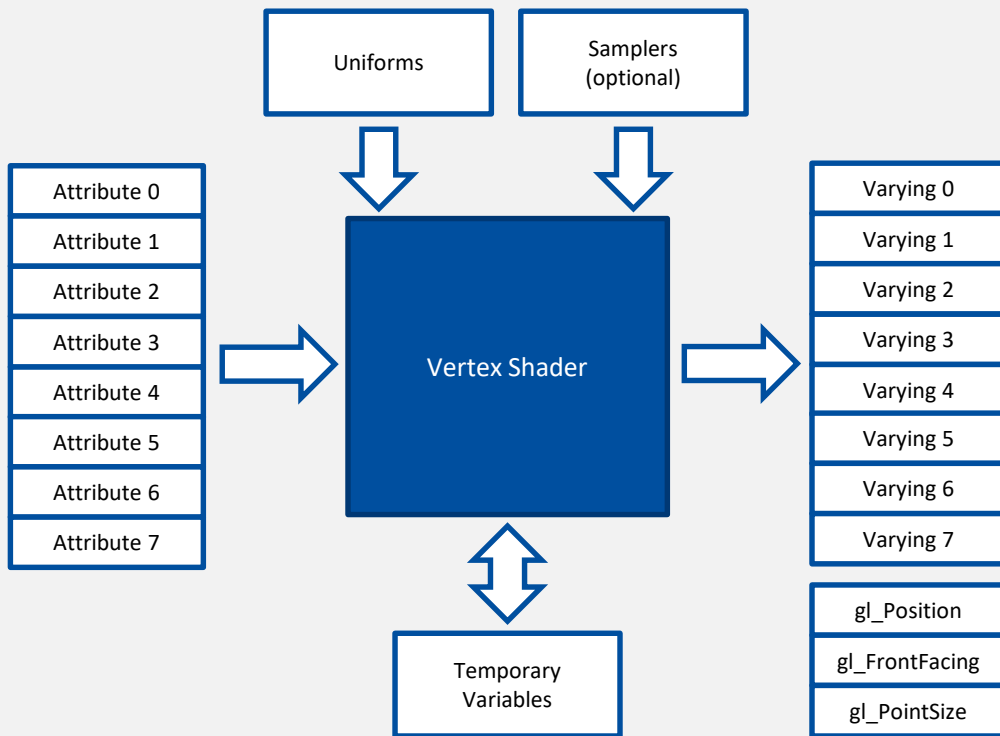 Uniforms
Samplers
(optional)
Attribute 0
Attribute 1
Attribute 2
Attribute 3
Attribute 4
Attribute 5
Attribute 6
Attribute 7
Vertex Shader
Varying 0
Varying 1
Varying 2
Varying 3
Varying 4
Varying 5
Varying 6
Varying 7
gl_Position
gl_FrontFacing
gl_PointSize
Temporary
Variables